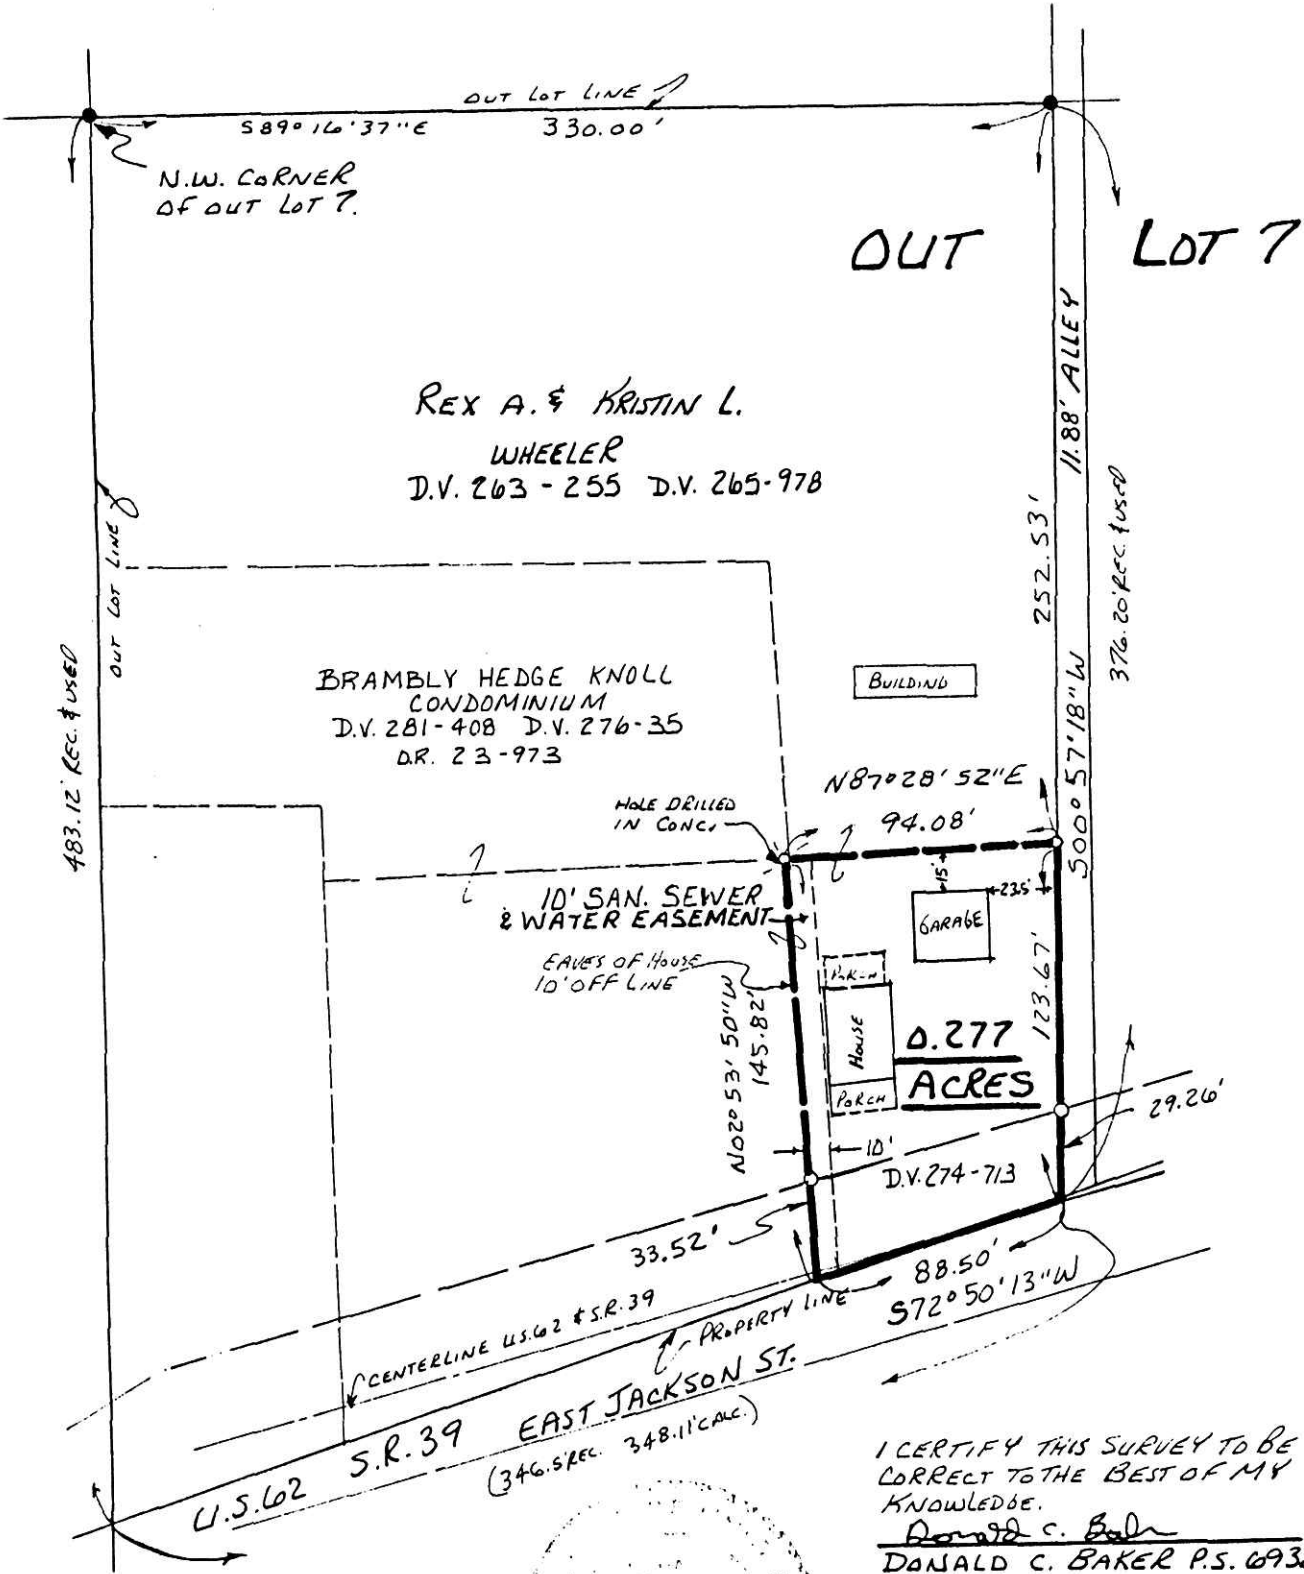 OUT LOT LINE
S89°16'37"E 330.00'
N.W. CORNER
OF OUT LOT 7.
OUT LOT 7
11.88' ALLEY
REX A. & KRISTIN L.
WHEELER
D.V. 263 - 255 D.V. 265-978
252.53'
376.20' REC. & USED
OUT LOT LINE
483.12' REC. & USED
BRAMBLY HEDGE KNOLL
CONDOMINIUM
D.V. 281-408 D.V. 276-35
O.R. 23-973
BUILDING
S00°57'18"W
N87°28'52"E
94.08'
HOLE DRILLED
IN CONC.
10' SAN. SEWER
& WATER EASEMENT
15'
23.5'
GARAGE
EAVES OF HOUSE
10' OFF LINE
PORCH
HOUSE
PORCH
N02°53'50"W
145.82'
123.67'
0.277
ACRES
29.26'
10'
D.V. 274-713
33.52'
88.50'
S72°50'13"W
PROPERTY LINE
CENTERLINE U.S.62 & S.R.39
U.S.62 S.R.39 EAST JACKSON ST.
(346.5' REC. 348.11' CALC.)
I CERTIFY THIS SURVEY TO BE
CORRECT TO THE BEST OF MY
KNOWLEDGE.
Donald C. Baker
DONALD C. BAKER P.S. 693